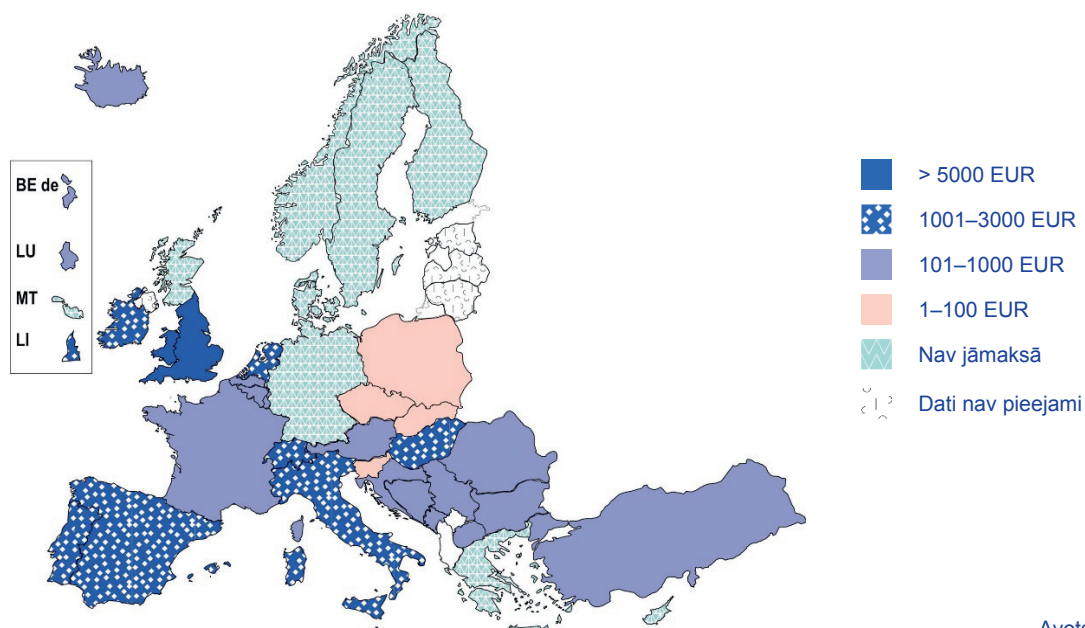 BE de
LU
MT
LI
> 5000 EUR
1001–3000 EUR
101–1000 EUR
1–100 EUR
Nav jāmaksā
Dati nav pieejami